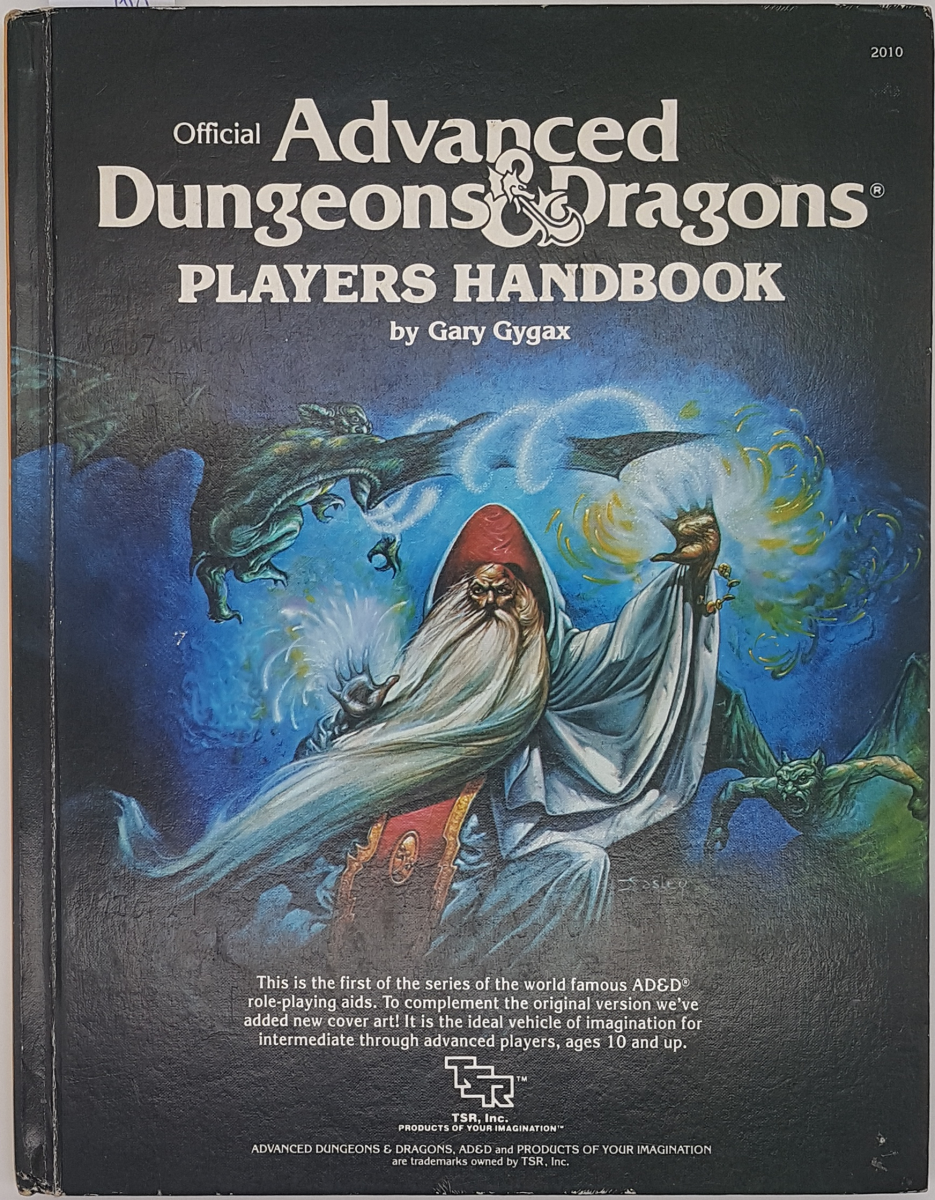 2010
Official Advanced
Dungeons & Dragons®
PLAYERS HANDBOOK
by Gary Gygax
This is the first of the series of the world famous AD&D®
role-playing aids. To complement the original version we've
added new cover art! It is the ideal vehicle of imagination for
intermediate through advanced players, ages 10 and up.
TSR™
TSR, Inc.
PRODUCTS OF YOUR IMAGINATION™
ADVANCED DUNGEONS & DRAGONS, AD&D and PRODUCTS OF YOUR IMAGINATION
are trademarks owned by TSR, Inc.